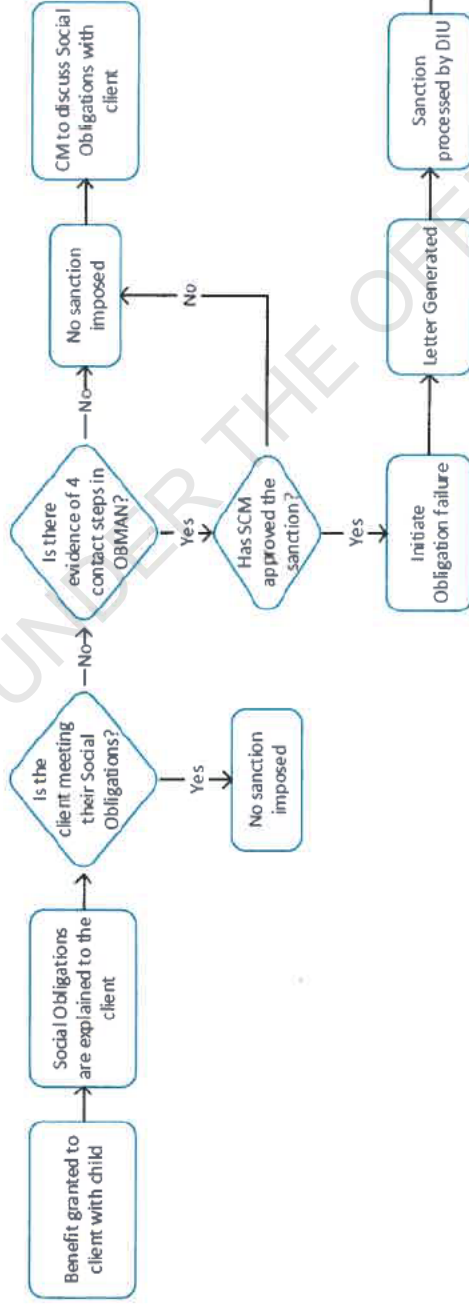 Benefit granted to
client with child
Social Obligations
are explained to the
client
Is the
client meeting
their Social
Obligations?
Yes
No sanction
imposed
No
Is there
evidence of 4
contact steps in
OBMAN?
No
No sanction
imposed
CM to discuss Social
Obligations with
client
Yes
Has SCM
approved the
sanction?
No
Yes
Initiate
Obligation failure
Letter Generated
Sanction
processed by DIU
UNDER THE OFF